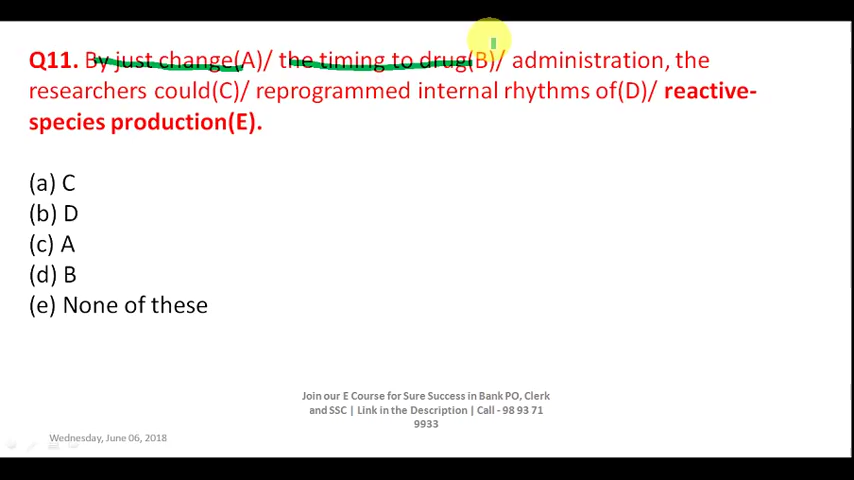 Q11. By just change(A)/ the timing to drug(B)/ administration, the
researchers could(C)/ reprogrammed internal rhythms of(D)/ reactive-
species production(E).
(a) C
(b) D
(c) A
(d) B
(e) None of these
Join our E Course for Sure Success in Bank PO, Clerk
and SSC | Link in the Description | Call - 98 93 71
9933
Wednesday, June 06, 2018